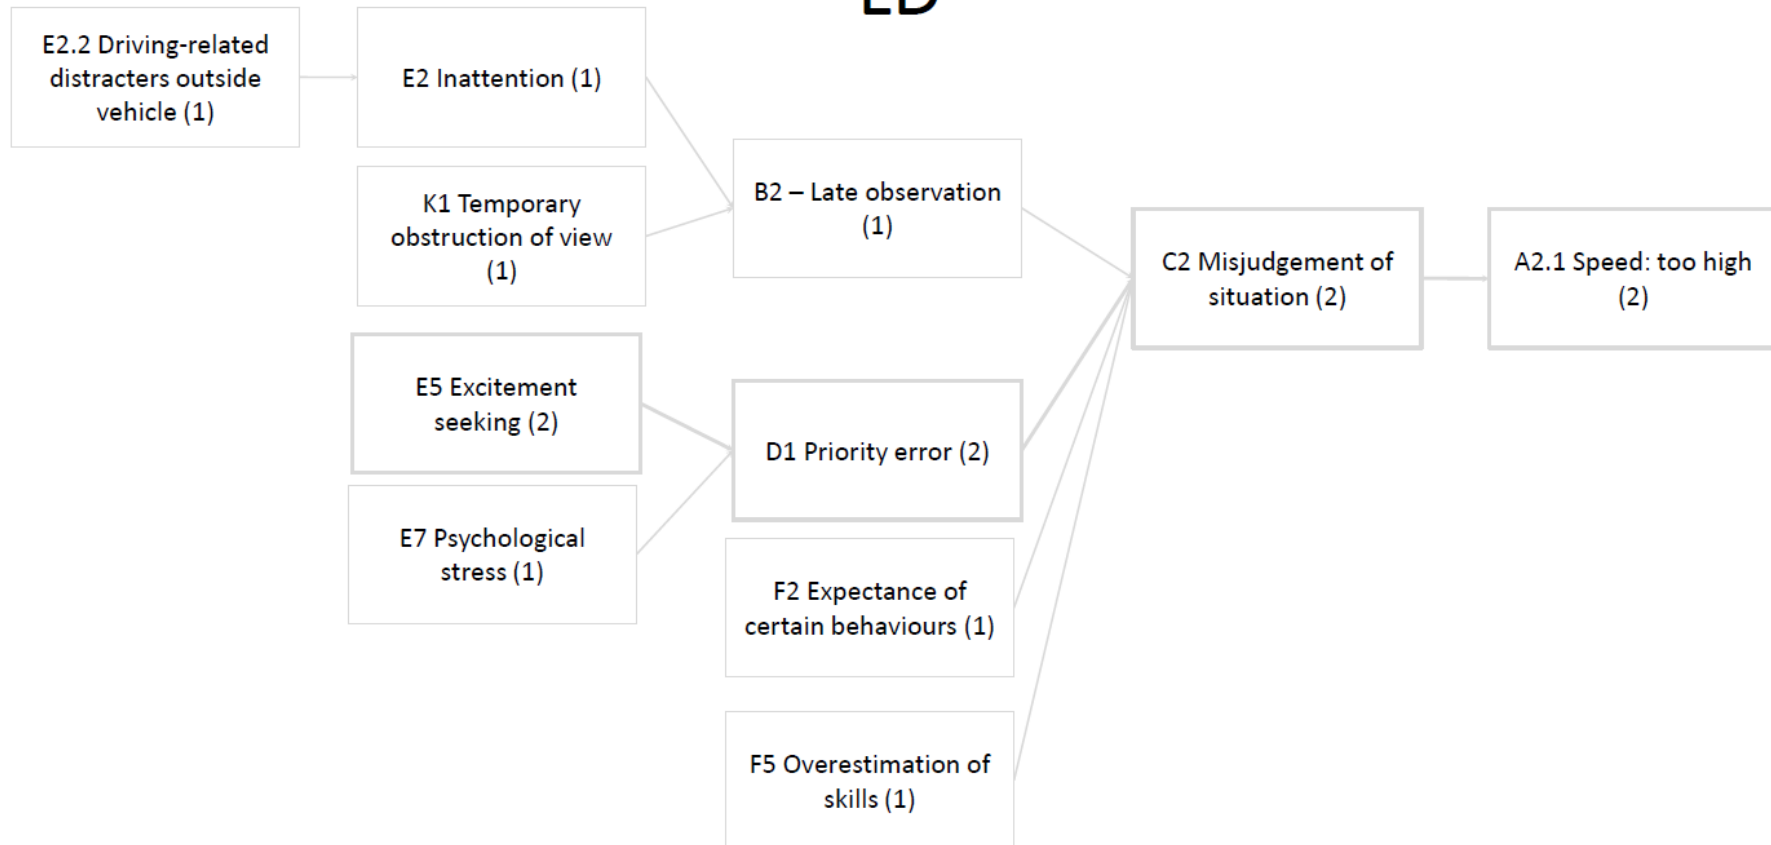 ED
E2.2 Driving-related
distracters outside
vehicle (1)
E2 Inattention (1)
K1 Temporary
obstruction of view
(1)
B2 – Late observation
(1)
C2 Misjudgement of
situation (2)
A2.1 Speed: too high
(2)
E5 Excitement
seeking (2)
D1 Priority error (2)
E7 Psychological
stress (1)
F2 Expectance of
certain behaviours (1)
F5 Overestimation of
skills (1)